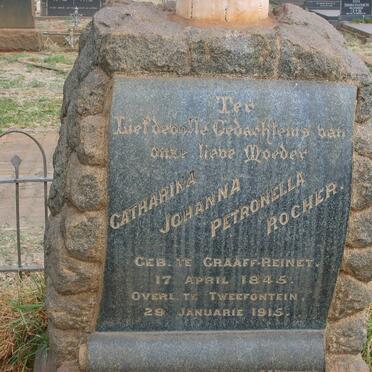 Ter
Liefdevolle Gedachtenis van
onze lieve Moeder
CATHARINA
JOHANNA
PETRONELLA
ROCHER.
GEB. TE GRAAFF-REINET.
17 APRIL 1845.
OVERL. TE TWEEFONTEIN.
29 JANUARIE 1915.